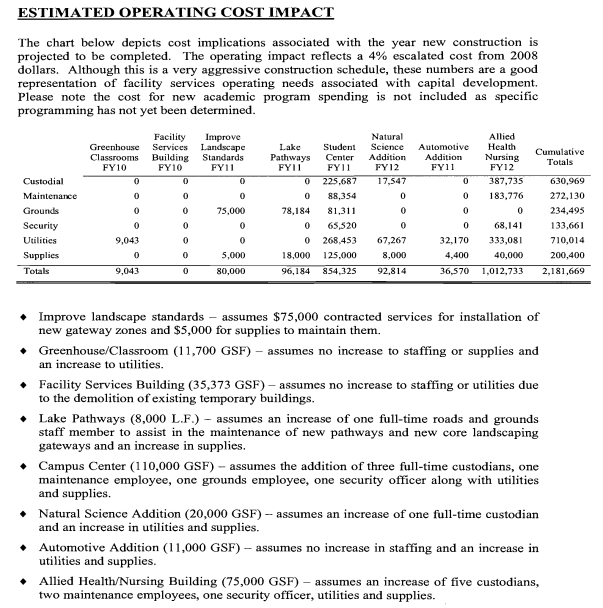 ESTIMATED OPERATING COST IMPACT
The chart below depicts cost implications associated with the year new construction is
projected to be completed. The operating impact reflects a 4% escalated cost from 2008
dollars. Although this is a very aggressive construction schedule, these numbers are a good
representation of facility services operating needs associated with capital development.
Please note the cost for new academic program spending is not included as specific
programming has not yet been determined.
Facility Improve Natural Allied
Greenhouse Services Landscape Lake Student Science Automotive Health Cumulative
Classrooms Building Standards Pathways Center Addition Addition Nursing Totals
FY10 FY10 FY11 FY11 FY11 FY12 FY11 FY12
Custodial 0 0 0 0 225,687 17,547 0 387,735 630,969
Maintenance 0 0 0 0 88,354 0 0 183,776 272,130
Grounds 0 0 75,000 78,184 81,311 0 0 0 234,495
Security 0 0 0 0 65,520 0 0 68,141 133,661
Utilities 9,043 0 0 0 268,453 67,267 32,170 333,081 710,014
Supplies 0 0 5,000 18,000 125,000 8,000 4,400 40,000 200,400
Totals 9,043 0 80,000 96,184 854,325 92,814 36,570 1,012,733 2,181,669
♦ Improve landscape standards – assumes $75,000 contracted services for installation of
new gateway zones and $5,000 for supplies to maintain them.
♦ Greenhouse/Classroom (11,700 GSF) – assumes no increase to staffing or supplies and
an increase to utilities.
♦ Facility Services Building (35,373 GSF) – assumes no increase to staffing or utilities due
to the demolition of existing temporary buildings.
♦ Lake Pathways (8,000 L.F.) – assumes an increase of one full-time roads and grounds
staff member to assist in the maintenance of new pathways and new core landscaping
gateways and an increase in supplies.
♦ Campus Center (110,000 GSF) – assumes the addition of three full-time custodians, one
maintenance employee, one grounds employee, one security officer along with utilities
and supplies.
♦ Natural Science Addition (20,000 GSF) – assumes an increase of one full-time custodian
and an increase in utilities and supplies.
♦ Automotive Addition (11,000 GSF) – assumes no increase in staffing and an increase in
utilities and supplies.
♦ Allied Health/Nursing Building (75,000 GSF) – assumes an increase of five custodians,
two maintenance employees, one security officer, utilities and supplies.